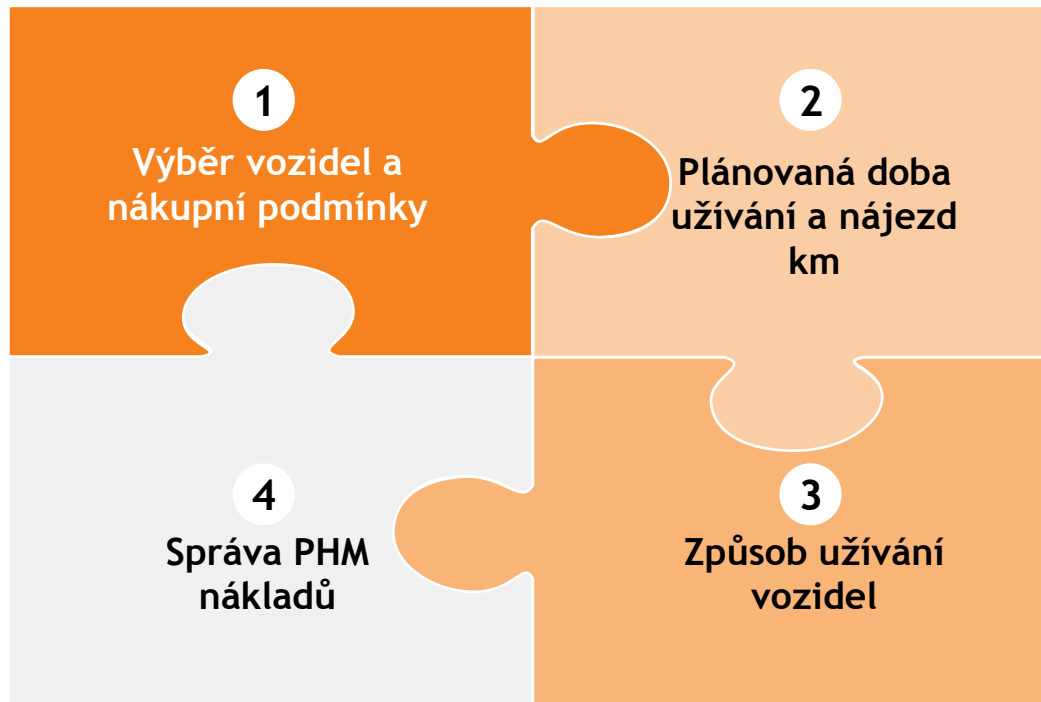 1
Výběr vozidel a
nákupní podmínky
2
Plánovaná doba
užívání a nájezd
km
3
Způsob užívání
vozidel
4
Správa PHM
nákladů